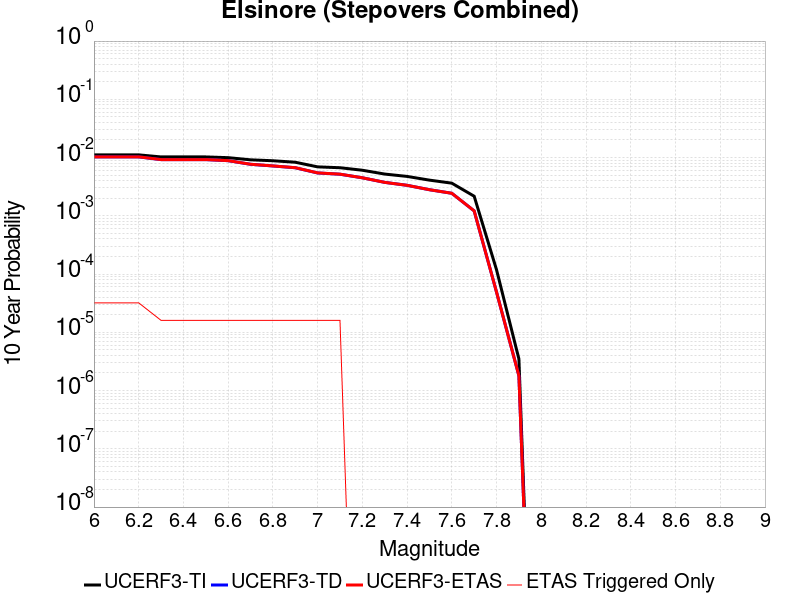 Elsinore (Stepovers Combined)
10^0
10^-1
10^-2
10^-3
10^-4
10^-5
10^-6
10^-7
10^-8
10 Year Probability
6 6.2 6.4 6.6 6.8 7 7.2 7.4 7.6 7.8 8 8.2 8.4 8.6 8.8 9
Magnitude
UCERF3-TI UCERF3-TD UCERF3-ETAS ETAS Triggered Only